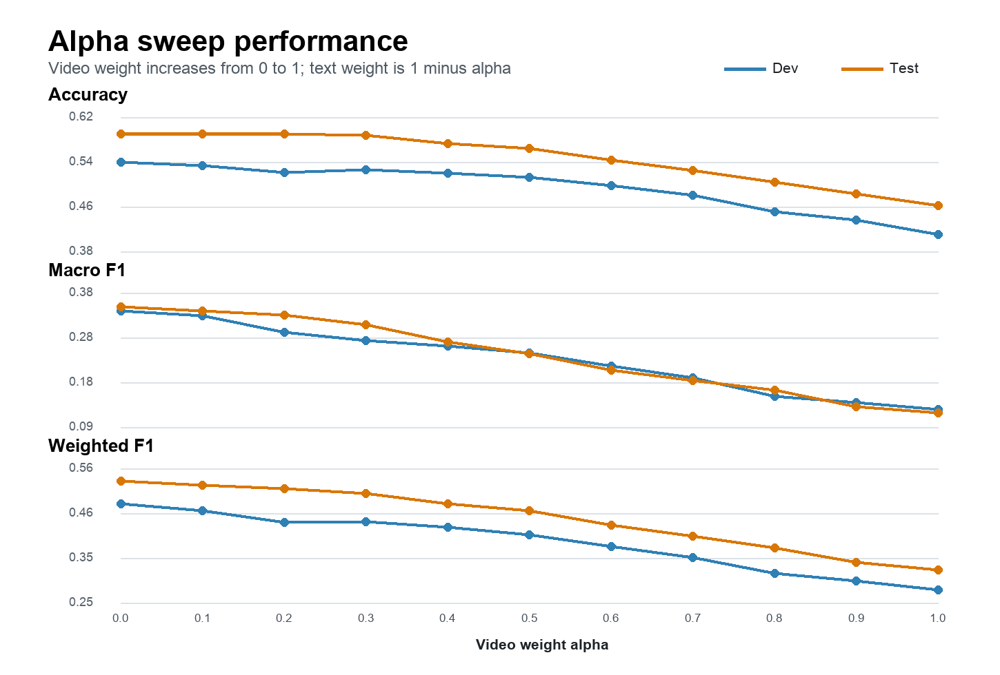 Alpha sweep performance
Video weight increases from 0 to 1; text weight is 1 minus alpha
Dev
Test
Accuracy
0.62
0.54
0.46
0.38
Macro F1
0.38
0.28
0.18
0.09
Weighted F1
0.56
0.46
0.35
0.25
0.0 0.1 0.2 0.3 0.4 0.5 0.6 0.7 0.8 0.9 1.0
Video weight alpha